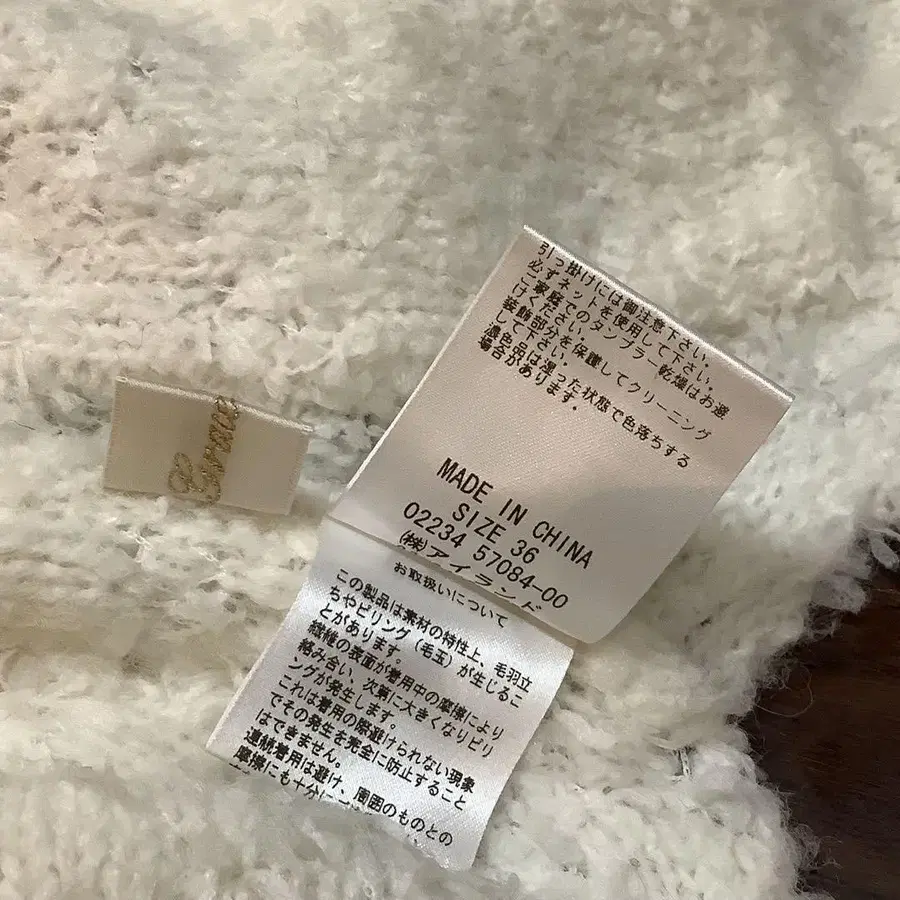 Grace
引っ掛けには御注意下さい。
必ずネットを使用して下さい。
ご家庭でのタンブラー乾燥はお避
けください。
装飾部分を保護してクリーニング
して下さい。
濃色品は湿った状態で色落ちする
場合があります。
MADE IN CHINA
SIZE 36
02234 57084-00
(株)アイランド
お取扱いについて
この製品は素材の特性上、毛羽立
ちやピリング(毛玉)が生じるこ
とがあります。
繊維の表面が着用中の摩擦により
絡み合い、次第に大きくなりピリ
ングが発生します。
これは着用の際避けられない現象
でその発生を完全に防止すること
はできません。
連続着用は避け、周囲のものとの
摩擦にも十分に